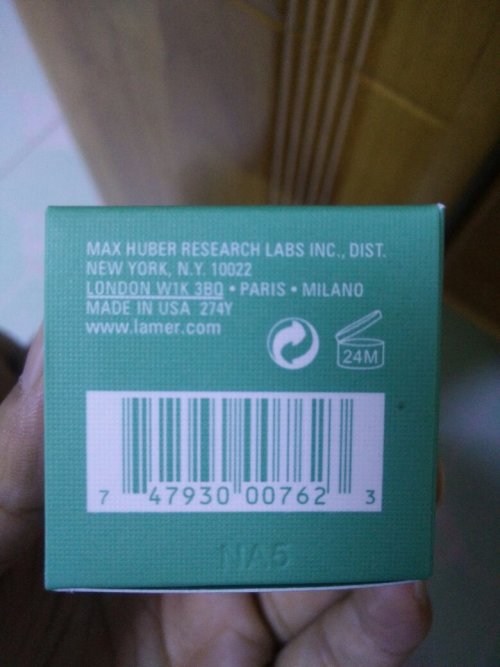 MAX HUBER RESEARCH LABS INC., DIST.
NEW YORK, N.Y. 10022
LONDON W1K 3BQ • PARIS • MILANO
MADE IN USA 274Y
www.lamer.com
24M
7 47930 00762 3
NA5